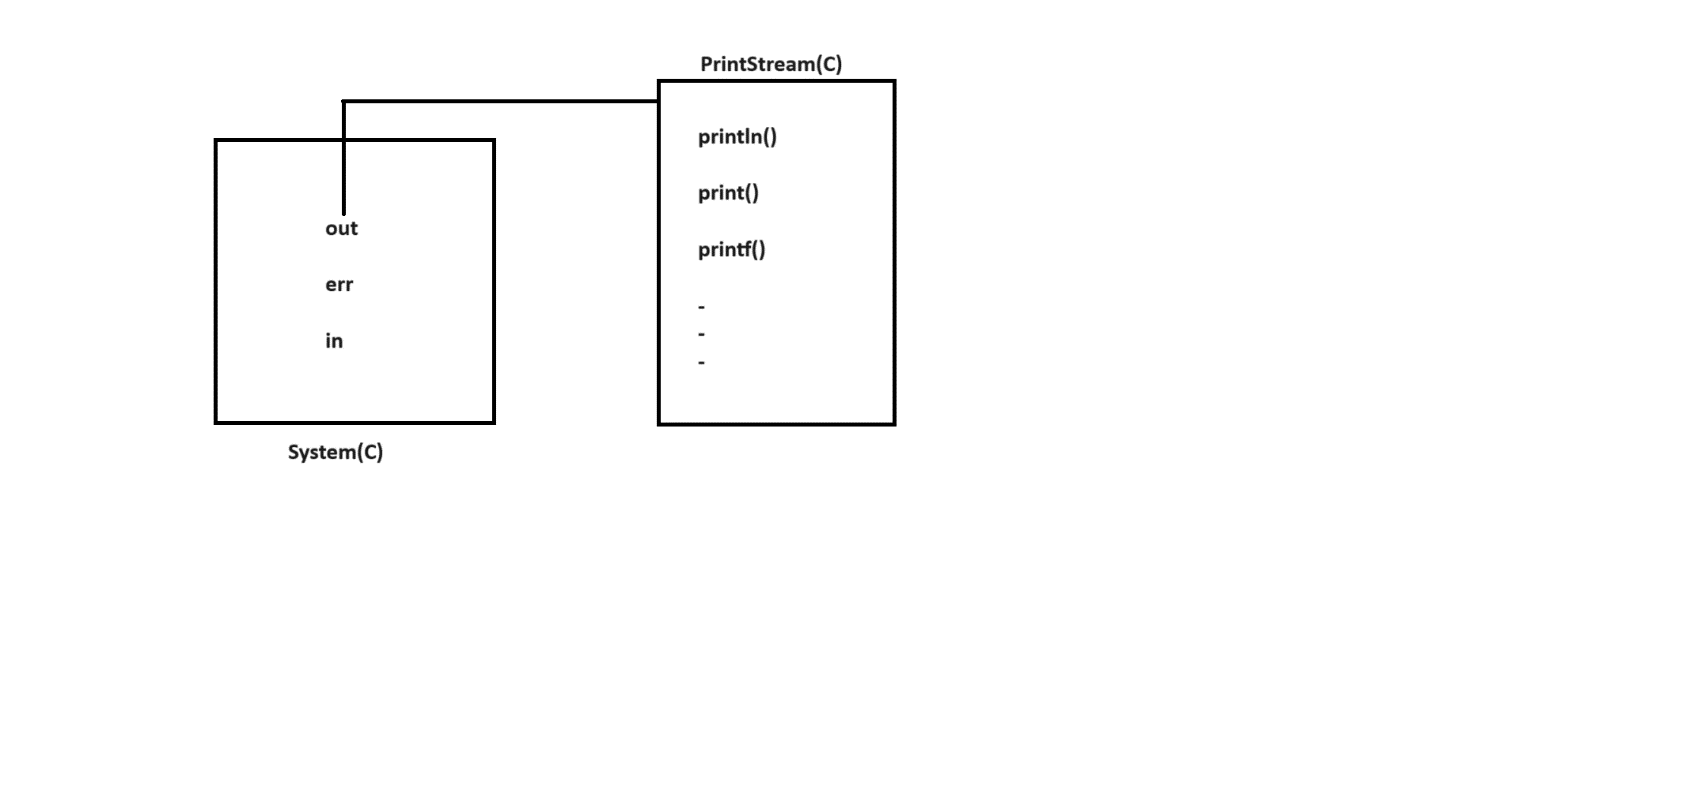 PrintStream(C)
println()
print()
printf()
-
-
-
out
err
in
System(C)